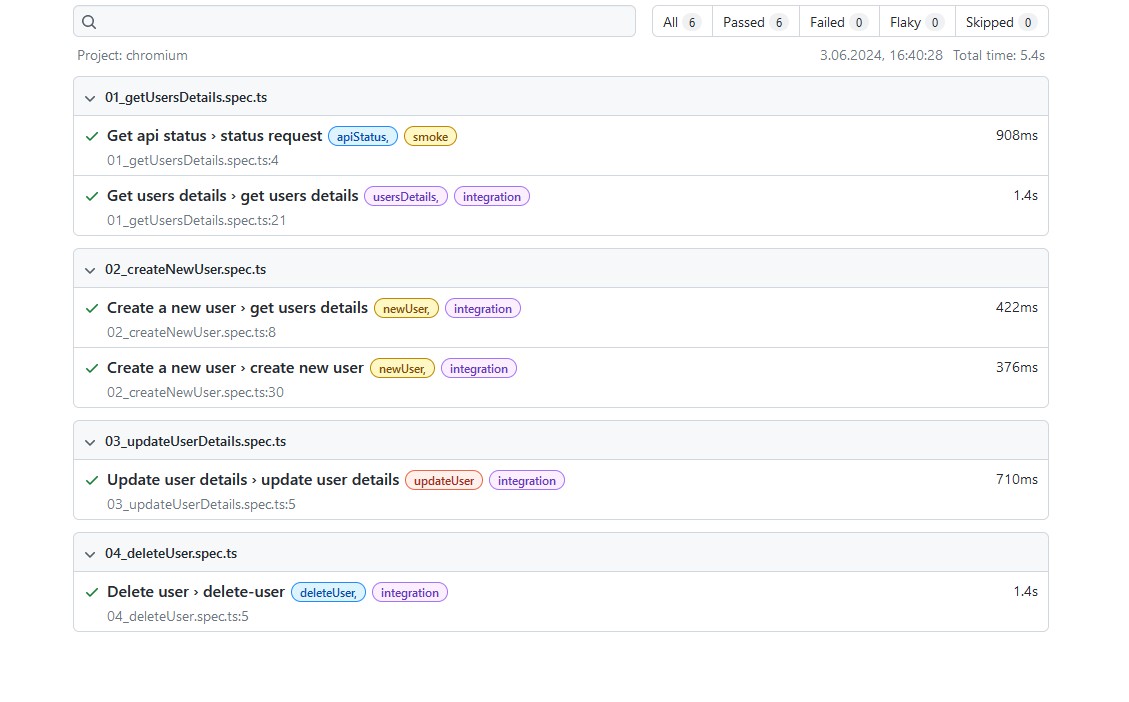 All 6 Passed 6 Failed 0 Flaky 0 Skipped 0
Project: chromium 3.06.2024, 16:40:28 Total time: 5.4s
01_getUsersDetails.spec.ts
Get api status › status request apiStatus, smoke 908ms
01_getUsersDetails.spec.ts:4
Get users details › get users details usersDetails, integration 1.4s
01_getUsersDetails.spec.ts:21
02_createNewUser.spec.ts
Create a new user › get users details newUser, integration 422ms
02_createNewUser.spec.ts:8
Create a new user › create new user newUser, integration 376ms
02_createNewUser.spec.ts:30
03_updateUserDetails.spec.ts
Update user details › update user details updateUser integration 710ms
03_updateUserDetails.spec.ts:5
04_deleteUser.spec.ts
Delete user › delete-user deleteUser, integration 1.4s
04_deleteUser.spec.ts:5